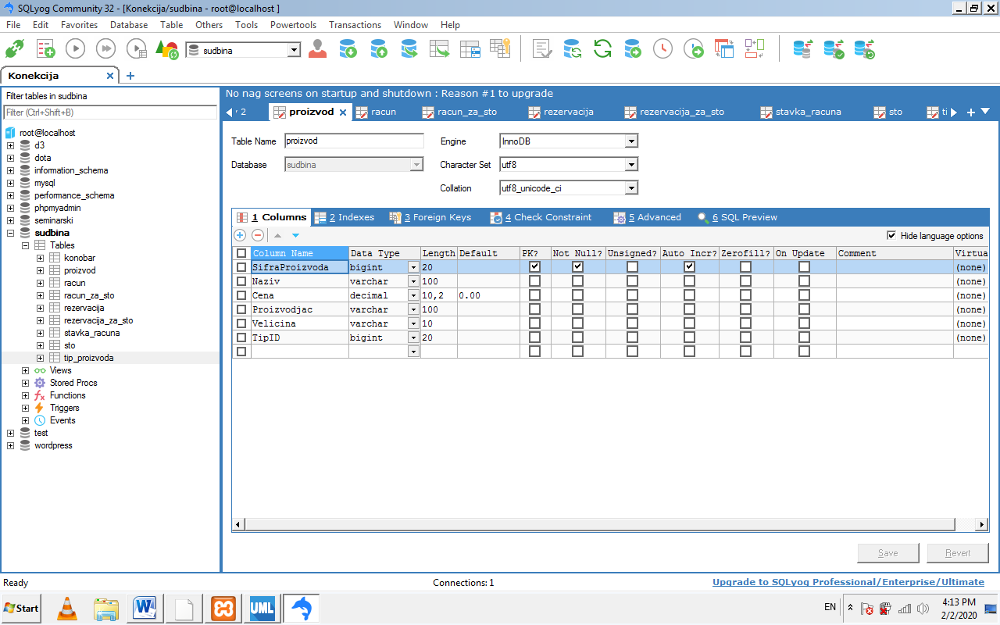 SQLyog Community 32 - [Konekcija/sudbina - root@localhost ]
File Edit Favorites Database Table Others Tools Powertools Transactions Window Help
sudbina
Konekcija
Filter tables in sudbina
Filter (Ctrl+Shift+B)
root@localhost
d3
dota
information_schema
mysql
performance_schema
phpmyadmin
seminarski
sudbina
Tables
konobar
proizvod
racun
racun_za_sto
rezervacija
rezervacija_za_sto
stavka_racuna
sto
tip_proizvoda
Views
Stored Procs
Functions
Triggers
Events
test
wordpress
No nag screens on startup and shutdown : Reason #1 to upgrade
2 proizvod racun racun_za_sto rezervacija rezervacija_za_sto stavka_racuna sto ti
Table Name proizvod Engine InnoDB
Database sudbina Character Set utf8
Collation utf8_unicode_ci
1 Columns 2 Indexes 3 Foreign Keys 4 Check Constraint 5 Advanced 6 SQL Preview
Hide language options
Column Name Data Type Length Default PK? Not Null? Unsigned? Auto Incr? Zerofill? On Update Comment Virtua
SifraProizvoda bigint 20 (none)
Naziv varchar 100 (none)
Cena decimal 10,2 0.00 (none)
Proizvodjac varchar 100 (none)
Velicina varchar 10 (none)
TipID bigint 20 (none)
Save Revert
Ready Connections: 1 Upgrade to SQLyog Professional/Enterprise/Ultimate
Start W UML EN 4:13 PM
2/2/2020